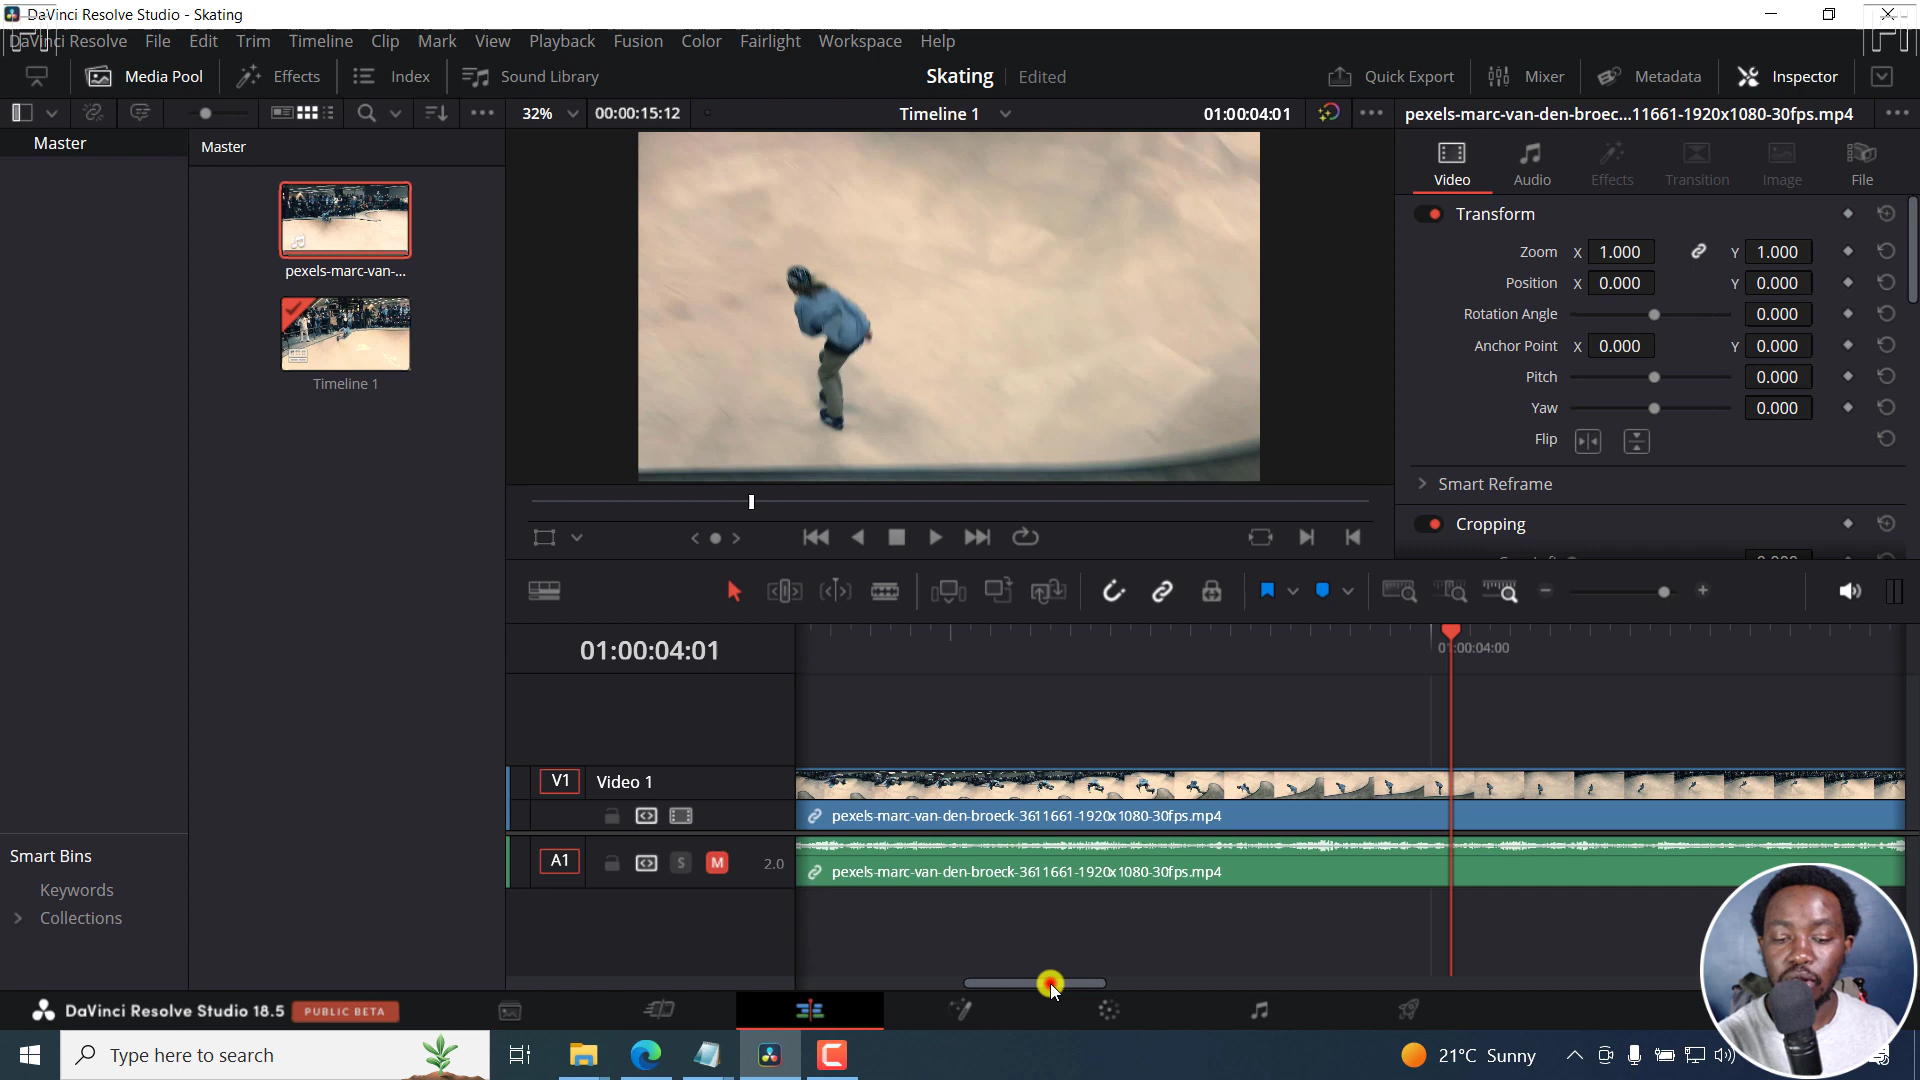 DaVinci Resolve Studio - Skating
DaVinci Resolve File Edit Trim Timeline Clip Mark View Playback Fusion Color Fairlight Workspace Help
Media Pool Effects Index Sound Library Skating Edited Quick Export Mixer Metadata Inspector
32% 00:00:15:12 Timeline 1 01:00:04:01 pexels-marc-van-den-broec...11661-1920x1080-30fps.mp4
Master
Master
pexels-marc-van-...
Timeline 1
Video Audio Effects Transition Image File
Transform
Zoom X 1.000 Y 1.000
Position X 0.000 Y 0.000
Rotation Angle 0.000
Anchor Point X 0.000 Y 0.000
Pitch 0.000
Yaw 0.000
Flip
Smart Reframe
Cropping
01:00:04:01
01:00:04:00
V1 Video 1
pexels-marc-van-den-broeck-3611661-1920x1080-30fps.mp4
A1 S M 2.0
pexels-marc-van-den-broeck-3611661-1920x1080-30fps.mp4
Smart Bins
Keywords
Collections
DaVinci Resolve Studio 18.5 PUBLIC BETA
Type here to search
21°C Sunny